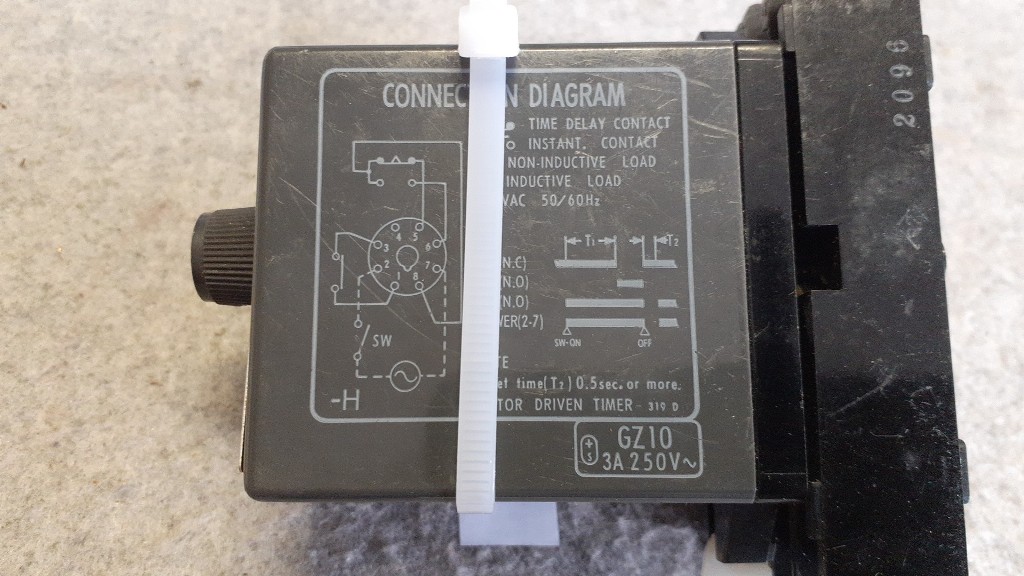 CONNEC N DIAGRAM
TIME DELAY CONTACT
INSTANT. CONTACT
NON-INDUCTIVE LOAD
INDUCTIVE LOAD
VAC 50/60Hz
4 5
3 6
2 7
1 8
SW
-H
T1 T2
N.C)
N.O)
N.O)
WER(2-7)
SW-ON OFF
TE
et time(T2) 0.5sec. or more.
TOR DRIVEN TIMER 319 D
+
S
GZ10
3A 250V~
2096